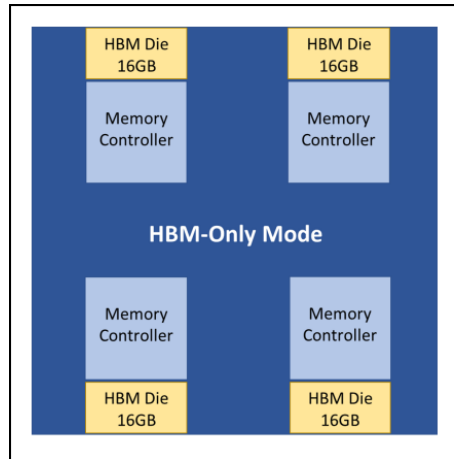 HBM Die
16GB
HBM Die
16GB
Memory
Controller
Memory
Controller
HBM-Only Mode
Memory
Controller
Memory
Controller
HBM Die
16GB
HBM Die
16GB